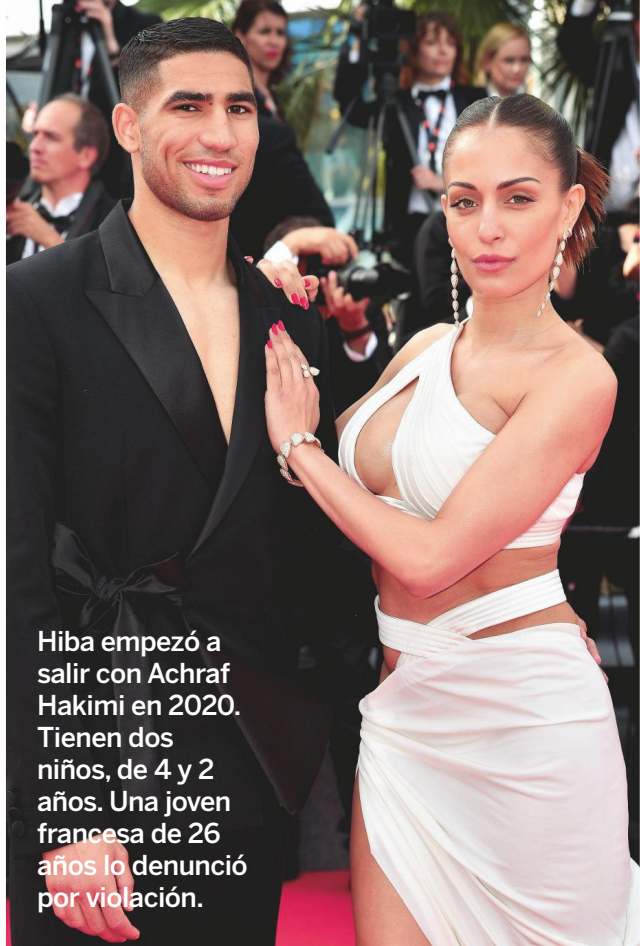 Hiba empezó a
salir con Achraf
Hakimi en 2020.
Tienen dos
niños, de 4 y 2
años. Una joven
francesa de 26
años lo denunció
por violación.